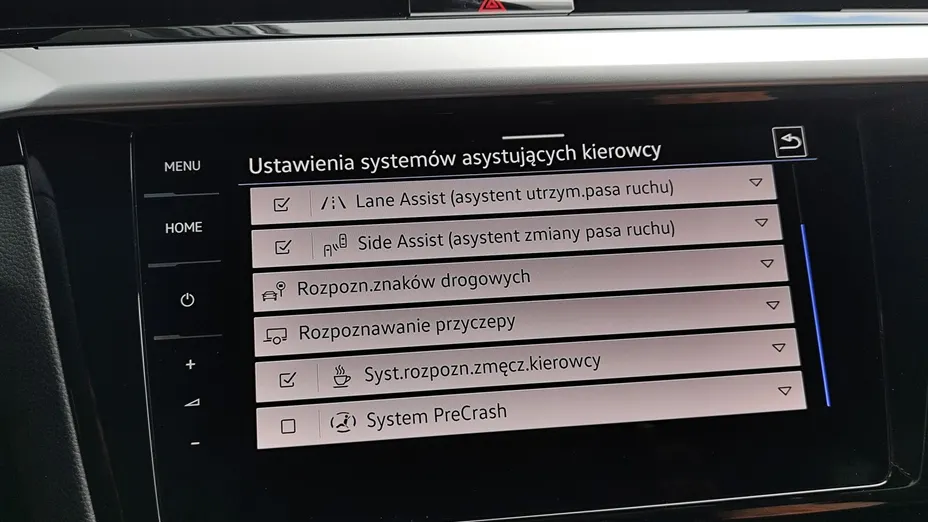 MENU
HOME
Ustawienia systemów asystujących kierowcy
Lane Assist (asystent utrzym.pasa ruchu)
Side Assist (asystent zmiany pasa ruchu)
Rozpozn.znaków drogowych
Rozpoznawanie przyczepy
Syst.rozpozn.zmęcz.kierowcy
System PreCrash
+
-